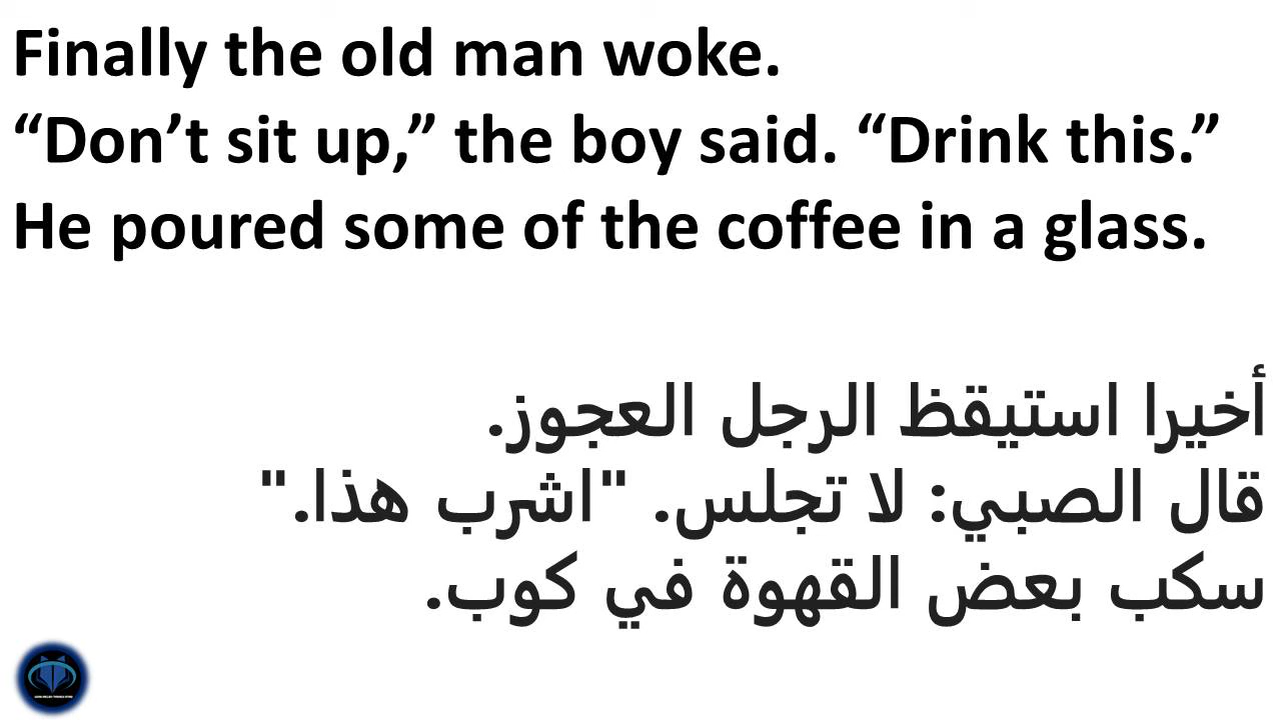 Finally the old man woke.
“Don’t sit up,” the boy said. “Drink this.”
He poured some of the coffee in a glass.
أخيرا استيقظ الرجل العجوز.
قال الصبي: لا تجلس. "اشرب هذا."
سكب بعض القهوة في كوب.